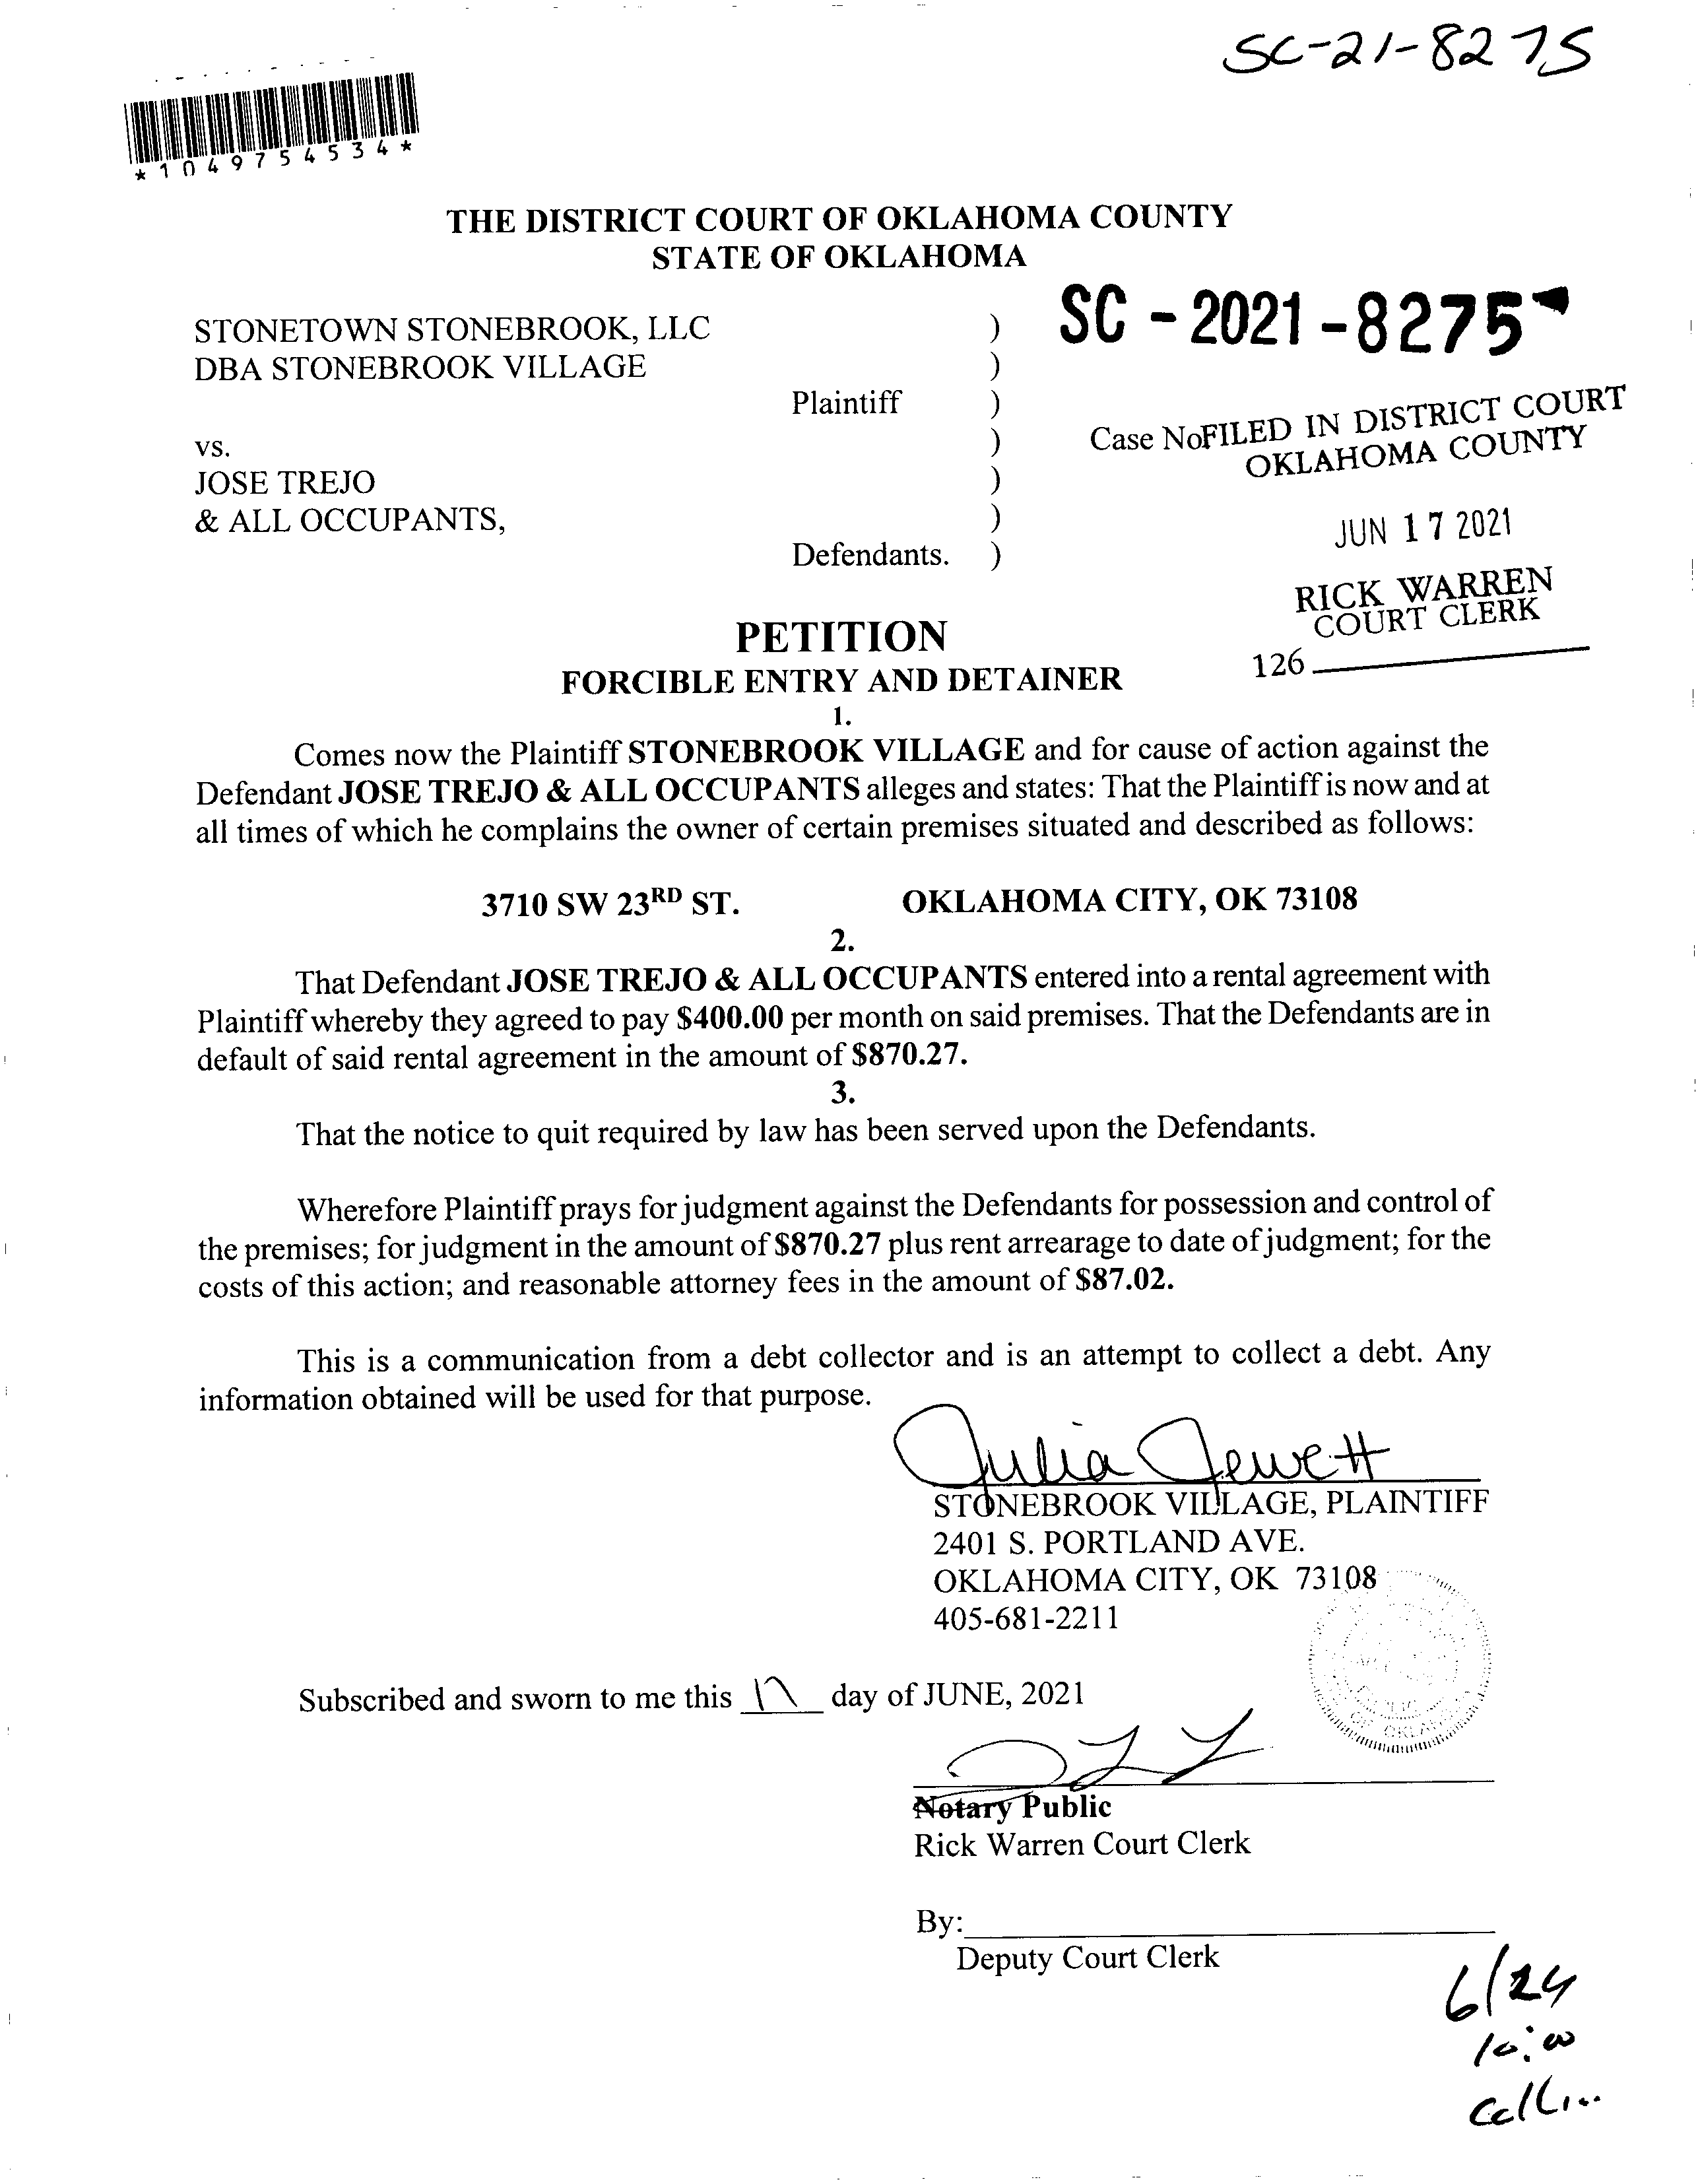 SC-21-8275
*1049754534*
THE DISTRICT COURT OF OKLAHOMA COUNTY
STATE OF OKLAHOMA
STONETOWN STONEBROOK, LLC )
DBA STONEBROOK VILLAGE )
Plaintiff )
vs. )
JOSE TREJO )
& ALL OCCUPANTS, )
Defendants. )
SC - 2021 - 8275
Case No
FILED IN DISTRICT COURT
OKLAHOMA COUNTY
JUN 17 2021
RICK WARREN
COURT CLERK
126
PETITION
FORCIBLE ENTRY AND DETAINER
1.
Comes now the Plaintiff STONEBROOK VILLAGE and for cause of action against the
Defendant JOSE TREJO & ALL OCCUPANTS alleges and states: That the Plaintiff is now and at
all times of which he complains the owner of certain premises situated and described as follows:
3710 SW 23RD ST. OKLAHOMA CITY, OK 73108
2.
That Defendant JOSE TREJO & ALL OCCUPANTS entered into a rental agreement with
Plaintiff whereby they agreed to pay $400.00 per month on said premises. That the Defendants are in
default of said rental agreement in the amount of $870.27.
3.
That the notice to quit required by law has been served upon the Defendants.
Wherefore Plaintiff prays for judgment against the Defendants for possession and control of
the premises; for judgment in the amount of $870.27 plus rent arrearage to date of judgment; for the
costs of this action; and reasonable attorney fees in the amount of $87.02.
This is a communication from a debt collector and is an attempt to collect a debt. Any
information obtained will be used for that purpose.
Julia Jewett
STONEBROOK VILLAGE, PLAINTIFF
2401 S. PORTLAND AVE.
OKLAHOMA CITY, OK 73108
405-681-2211
Subscribed and sworn to me this 17 day of JUNE, 2021
Notary Public
Rick Warren Court Clerk
By:
Deputy Court Clerk
6/24
10:00